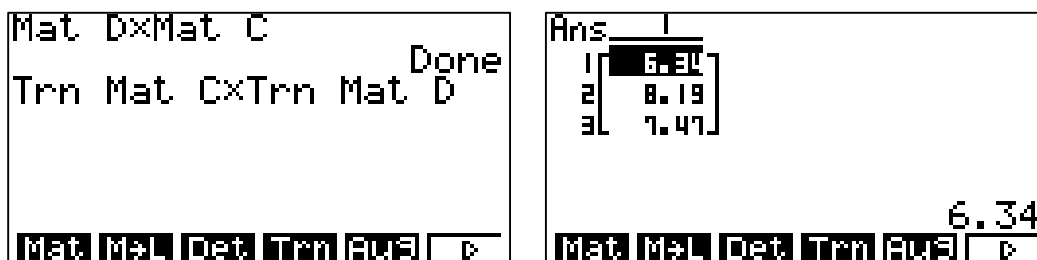 Mat D×Mat C
Done
Trn Mat C×Trn Mat D
Mat M→L Det Trn Aug ▷
Ans 1
1 6.34
2 8.19
3 7.47
6.34
Mat M→L Det Trn Aug ▷